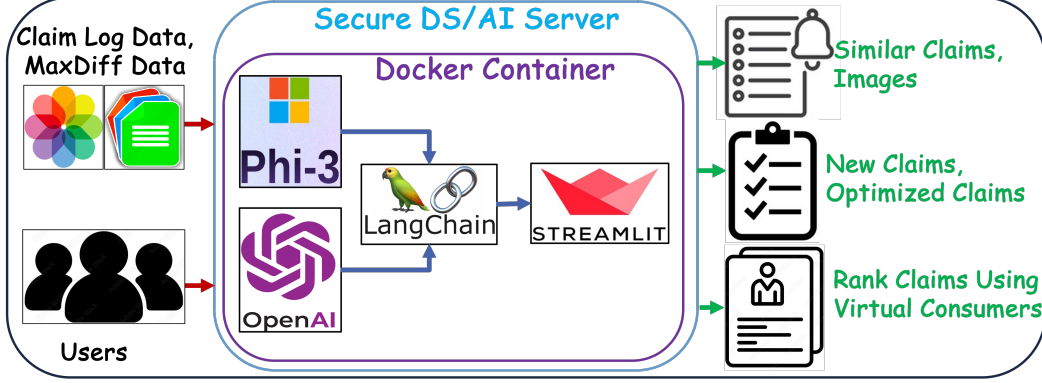 Claim Log Data,
MaxDiff Data
Users
Secure DS/AI Server
Docker Container
Phi-3
OpenAI
LangChain
STREAMLIT
Similar Claims,
Images
New Claims,
Optimized Claims
Rank Claims Using
Virtual Consumers